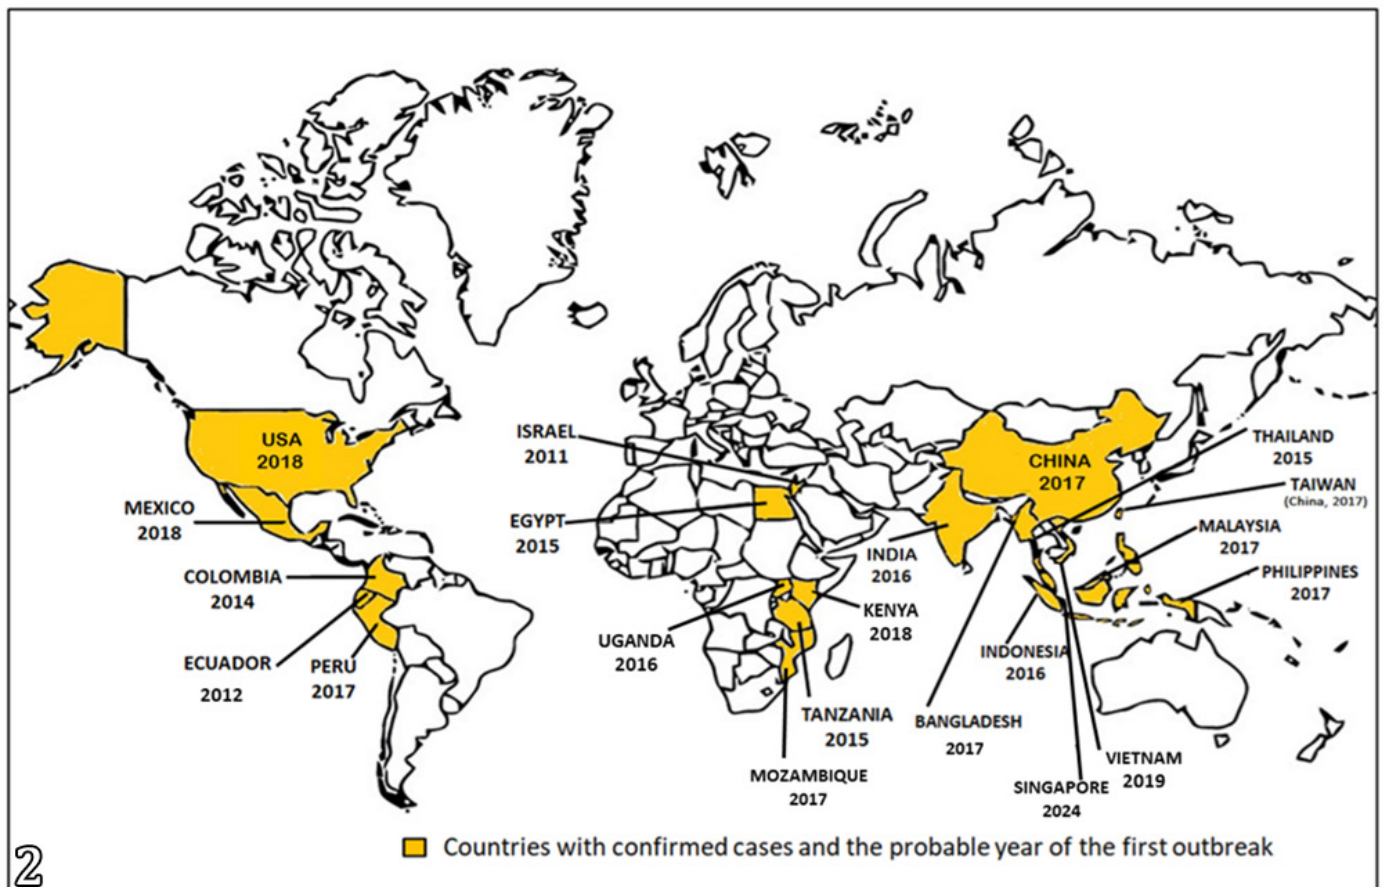 USA
2018
MEXICO
2018
COLOMBIA
2014
ECUADOR
2012
PERU
2017
ISRAEL
2011
EGYPT
2015
UGANDA
2016
KENYA
2018
TANZANIA
2015
MOZAMBIQUE
2017
INDIA
2016
CHINA
2017
THAILAND
2015
TAIWAN
(China, 2017)
MALAYSIA
2017
PHILIPPINES
2017
INDONESIA
2016
BANGLADESH
2017
VIETNAM
2019
SINGAPORE
2024
Countries with confirmed cases and the probable year of the first outbreak
2